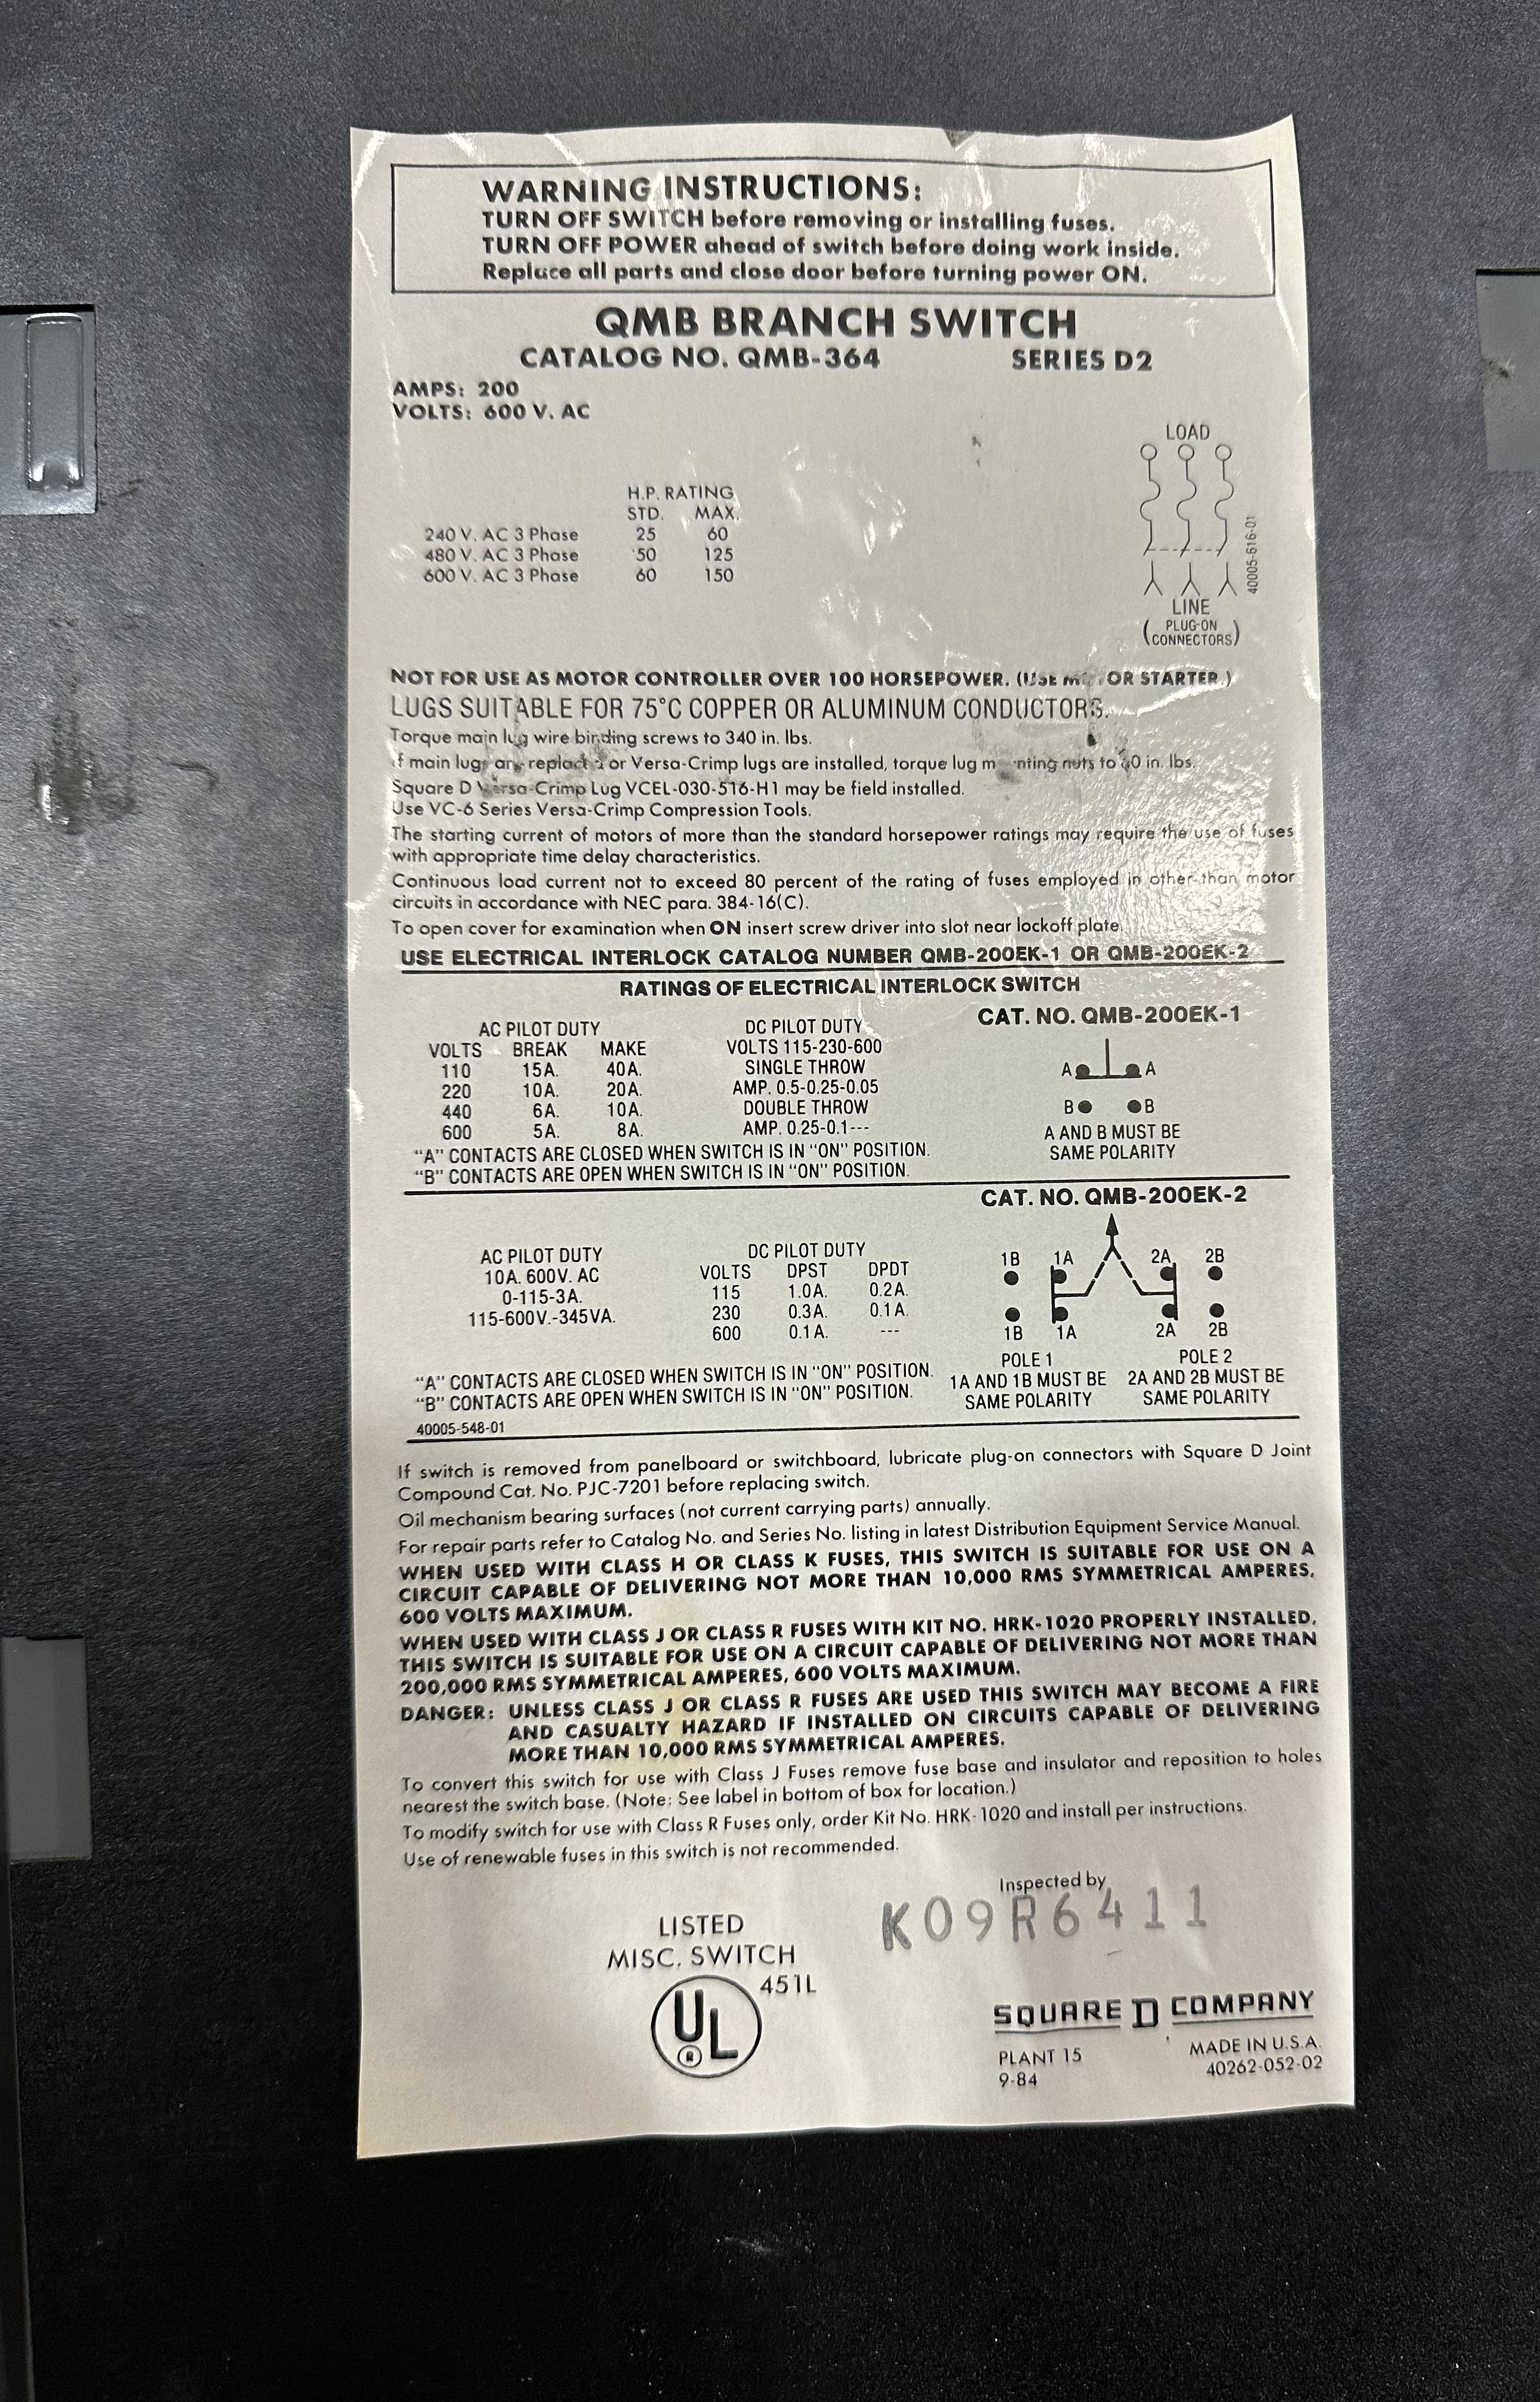 WARNING INSTRUCTIONS:
TURN OFF SWITCH before removing or installing fuses.
TURN OFF POWER ahead of switch before doing work inside.
Replace all parts and close door before turning power ON.
QMB BRANCH SWITCH
CATALOG NO. QMB-364 SERIES D2
AMPS: 200
VOLTS: 600 V. AC
LOAD
H.P. RATING
STD. MAX.
240 V. AC 3 Phase 25 60
480 V. AC 3 Phase 50 125
600 V. AC 3 Phase 60 150
40005-616-01
LINE
(PLUG-ON
CONNECTORS)
NOT FOR USE AS MOTOR CONTROLLER OVER 100 HORSEPOWER. (USE OR STARTER.)
LUGS SUITABLE FOR 75°C COPPER OR ALUMINUM CONDUCTORS.
Torque main lug wire binding screws to 340 in. lbs.
If main lugs are or Versa-Crimp lugs are installed, torque lug nuts to in. lbs.
Square D Versa-Crimp Lug VCEL-030-516-H1 may be field installed.
Use VC-6 Series Versa-Crimp Compression Tools.
The starting current of motors of more than the standard horsepower ratings may require the use of fuses
with appropriate time delay characteristics.
Continuous load current not to exceed 80 percent of the rating of fuses employed in other than motor
circuits in accordance with NEC para. 384-16(C).
To open cover for examination when ON insert screw driver into slot near lockoff plate.
USE ELECTRICAL INTERLOCK CATALOG NUMBER QMB-200EK-1 OR QMB-200EK-2
RATINGS OF ELECTRICAL INTERLOCK SWITCH
CAT. NO. QMB-200EK-1
AC PILOT DUTY DC PILOT DUTY
VOLTS BREAK MAKE VOLTS 115-230-600
110 15A. 40A. SINGLE THROW A A
220 10A. 20A. AMP. 0.5-0.25-0.05
440 6A. 10A. DOUBLE THROW B B
600 5A. 8A. AMP. 0.25-0.1---
A AND B MUST BE
SAME POLARITY
"A" CONTACTS ARE CLOSED WHEN SWITCH IS IN "ON" POSITION.
"B" CONTACTS ARE OPEN WHEN SWITCH IS IN "ON" POSITION.
CAT. NO. QMB-200EK-2
AC PILOT DUTY DC PILOT DUTY
10A. 600V. AC VOLTS DPST DPDT
0-115-3A. 115 1.0A. 0.2A.
115-600V.-345VA. 230 0.3A. 0.1A.
600 0.1A. ---
1B 1A 2A 2B
1B 1A 2A 2B
POLE 1 POLE 2
1A AND 1B MUST BE 2A AND 2B MUST BE
SAME POLARITY SAME POLARITY
"A" CONTACTS ARE CLOSED WHEN SWITCH IS IN "ON" POSITION.
"B" CONTACTS ARE OPEN WHEN SWITCH IS IN "ON" POSITION.
40005-548-01
If switch is removed from panelboard or switchboard, lubricate plug-on connectors with Square D Joint
Compound Cat. No. PJC-7201 before replacing switch.
Oil mechanism bearing surfaces (not current carrying parts) annually.
For repair parts refer to Catalog No. and Series No. listing in latest Distribution Equipment Service Manual.
WHEN USED WITH CLASS H OR CLASS K FUSES, THIS SWITCH IS SUITABLE FOR USE ON A
CIRCUIT CAPABLE OF DELIVERING NOT MORE THAN 10,000 RMS SYMMETRICAL AMPERES,
600 VOLTS MAXIMUM.
WHEN USED WITH CLASS J OR CLASS R FUSES WITH KIT NO. HRK-1020 PROPERLY INSTALLED,
THIS SWITCH IS SUITABLE FOR USE ON A CIRCUIT CAPABLE OF DELIVERING NOT MORE THAN
200,000 RMS SYMMETRICAL AMPERES, 600 VOLTS MAXIMUM.
DANGER: UNLESS CLASS J OR CLASS R FUSES ARE USED THIS SWITCH MAY BECOME A FIRE
AND CASUALTY HAZARD IF INSTALLED ON CIRCUITS CAPABLE OF DELIVERING
MORE THAN 10,000 RMS SYMMETRICAL AMPERES.
To convert this switch for use with Class J Fuses remove fuse base and insulator and reposition to holes
nearest the switch base. (Note: See label in bottom of box for location.)
To modify switch for use with Class R Fuses only, order Kit No. HRK-1020 and install per instructions.
Use of renewable fuses in this switch is not recommended.
Inspected by
K09R6411
LISTED
MISC. SWITCH
451L
UL
®
SQUARE D COMPANY
PLANT 15 MADE IN U.S.A.
9-84 40262-052-02